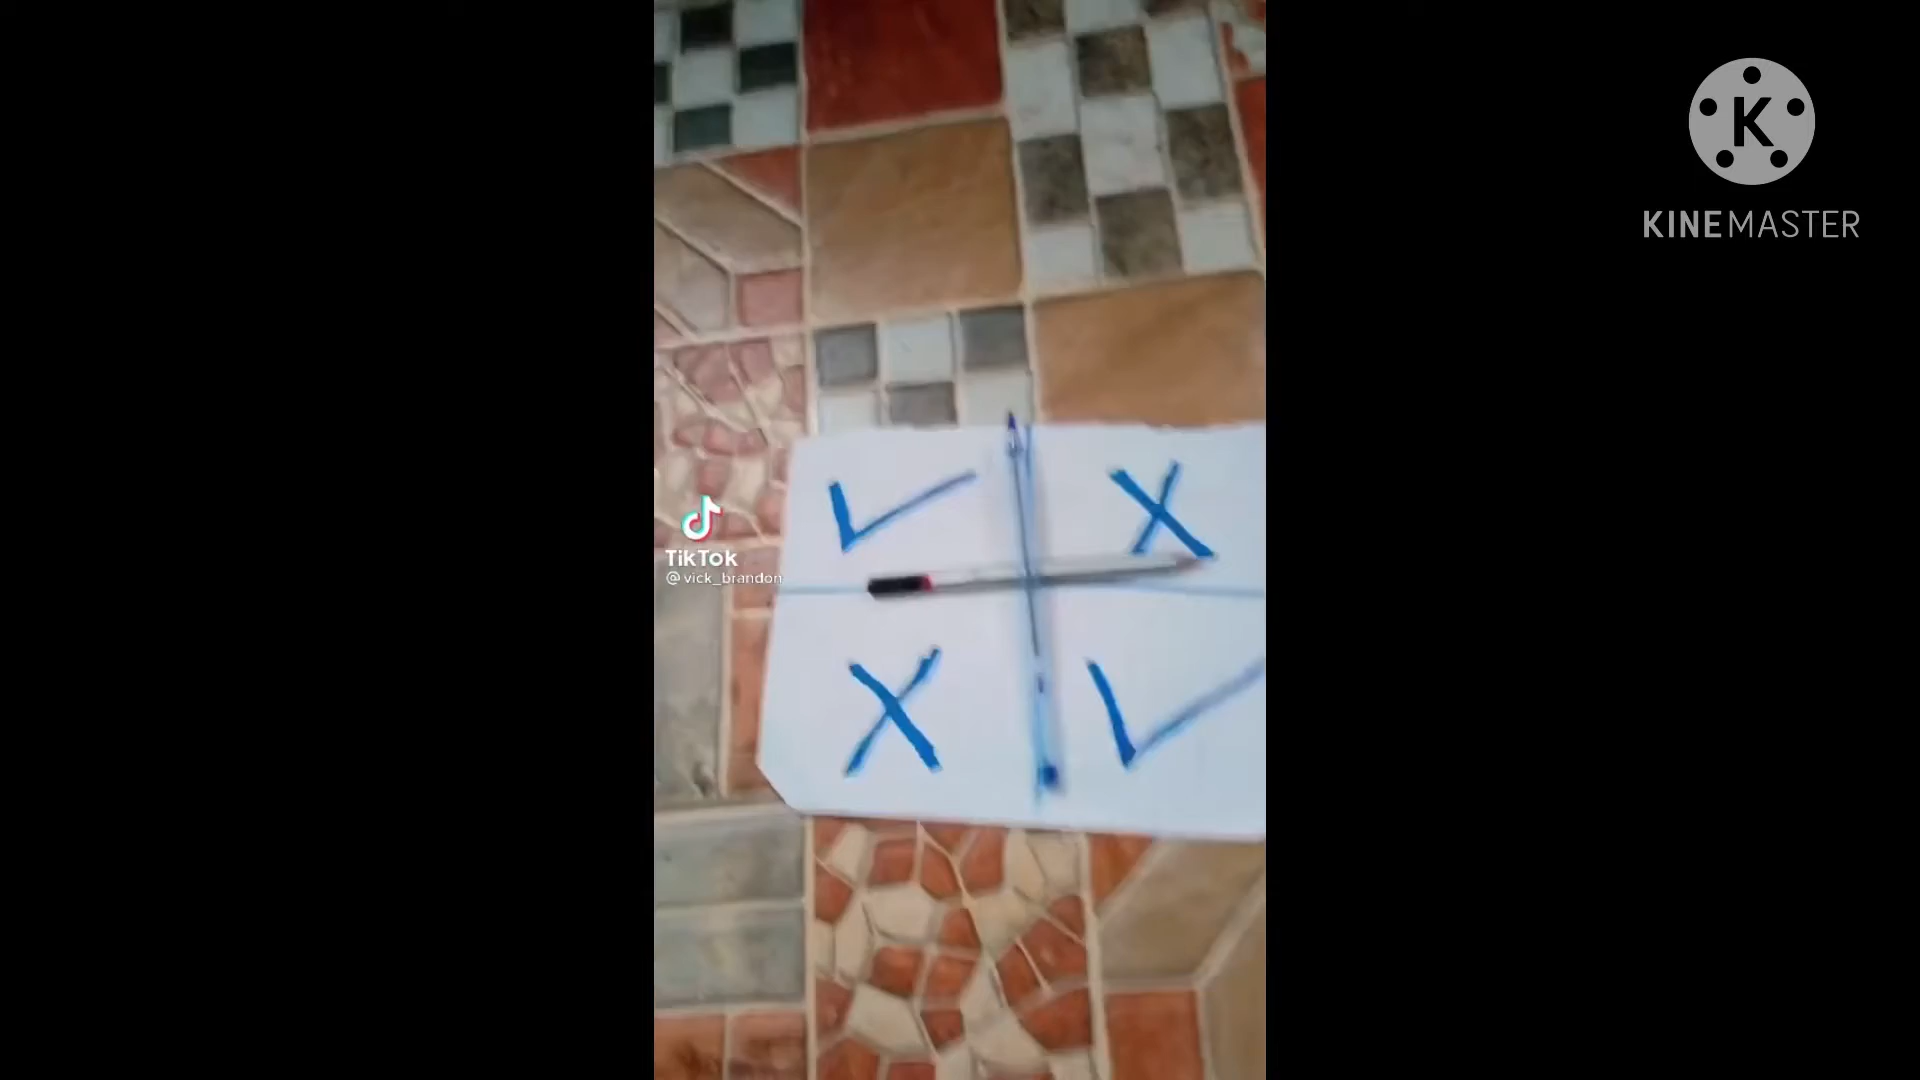 K
KINEMASTER
TikTok
@vick_brandon
✓ X
X ✓